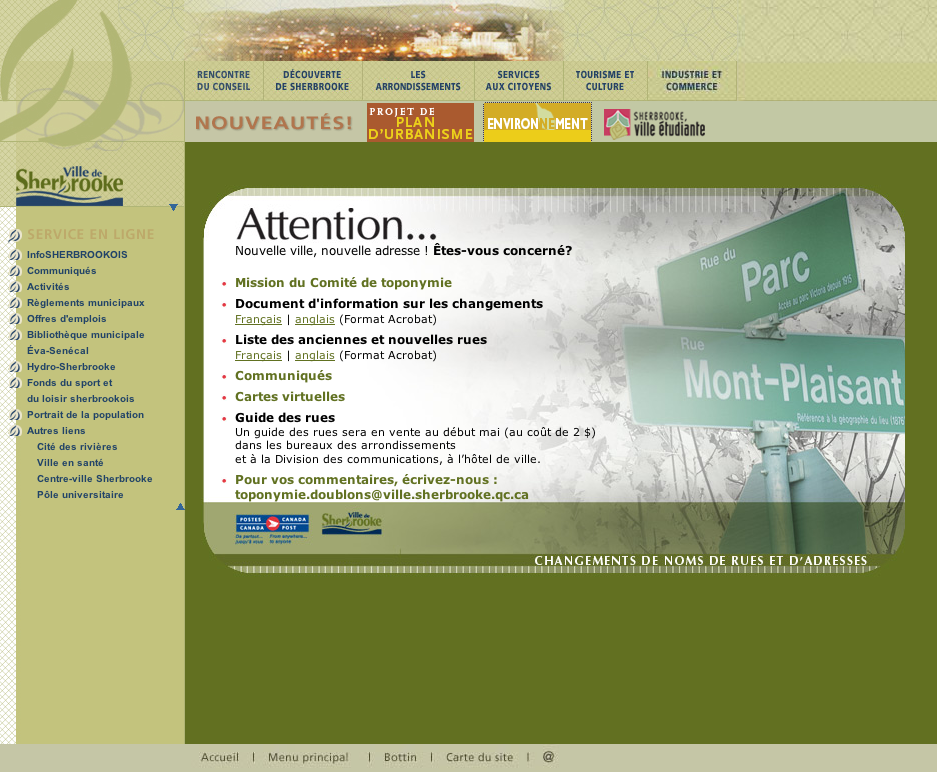 RENCONTRE
DU CONSEIL
DÉCOUVERTE
DE SHERBROOKE
LES
ARRONDISSEMENTS
SERVICES
AUX CITOYENS
TOURISME ET
CULTURE
INDUSTRIE ET
COMMERCE
NOUVEAUTÉS!
PROJET DE
PLAN
D'URBANISME
ENVIRONNEMENT
SHERBROOKE,
ville étudiante
Ville de
Sherbrooke
SERVICE EN LIGNE
InfoSHERBROOKOIS
Communiqués
Activités
Règlements municipaux
Offres d'emplois
Bibliothèque municipale
Éva-Senécal
Hydro-Sherbrooke
Fonds du sport et
du loisir sherbrookois
Portrait de la population
Autres liens
Cité des rivières
Ville en santé
Centre-ville Sherbrooke
Pôle universitaire
Attention...
Nouvelle ville, nouvelle adresse ! Êtes-vous concerné?
Mission du Comité de toponymie
Document d'information sur les changements
Français | anglais (Format Acrobat)
Liste des anciennes et nouvelles rues
Français | anglais (Format Acrobat)
Communiqués
Cartes virtuelles
Guide des rues
Un guide des rues sera en vente au début mai (au coût de 2 $)
dans les bureaux des arrondissements
et à la Division des communications, à l'hôtel de ville.
Pour vos commentaires, écrivez-nous :
toponymie.doublons@ville.sherbrooke.qc.ca
Rue du
Parc
Accès au parc Victoria depuis 1915
Rue
Mont-Plaisant
Référence à la géographie du lieu (1876)
POSTES CANADA
CANADA POST
De partout...
jusqu'à vous
From anywhere...
to anyone
Ville de
Sherbrooke
CHANGEMENTS DE NOMS DE RUES ET D'ADRESSES
Accueil | Menu principal | Bottin | Carte du site | @